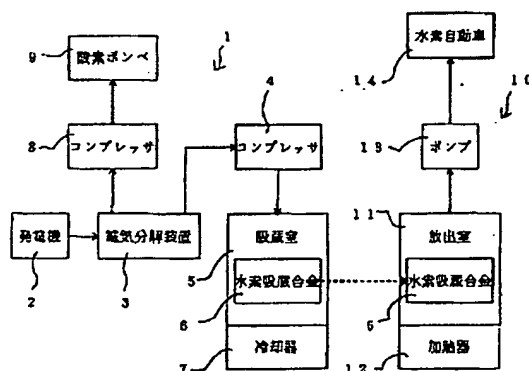 9
酸素ボンベ
1
水素自動車
14
10
4
8
コンプレッサ
コンプレッサ
13
ポンプ
発電機
電気分解装置
吸蔵室
11
放出室
2
3
5
水素吸蔵合金
水素吸蔵合金
6
6
冷却器
7
加熱器
12